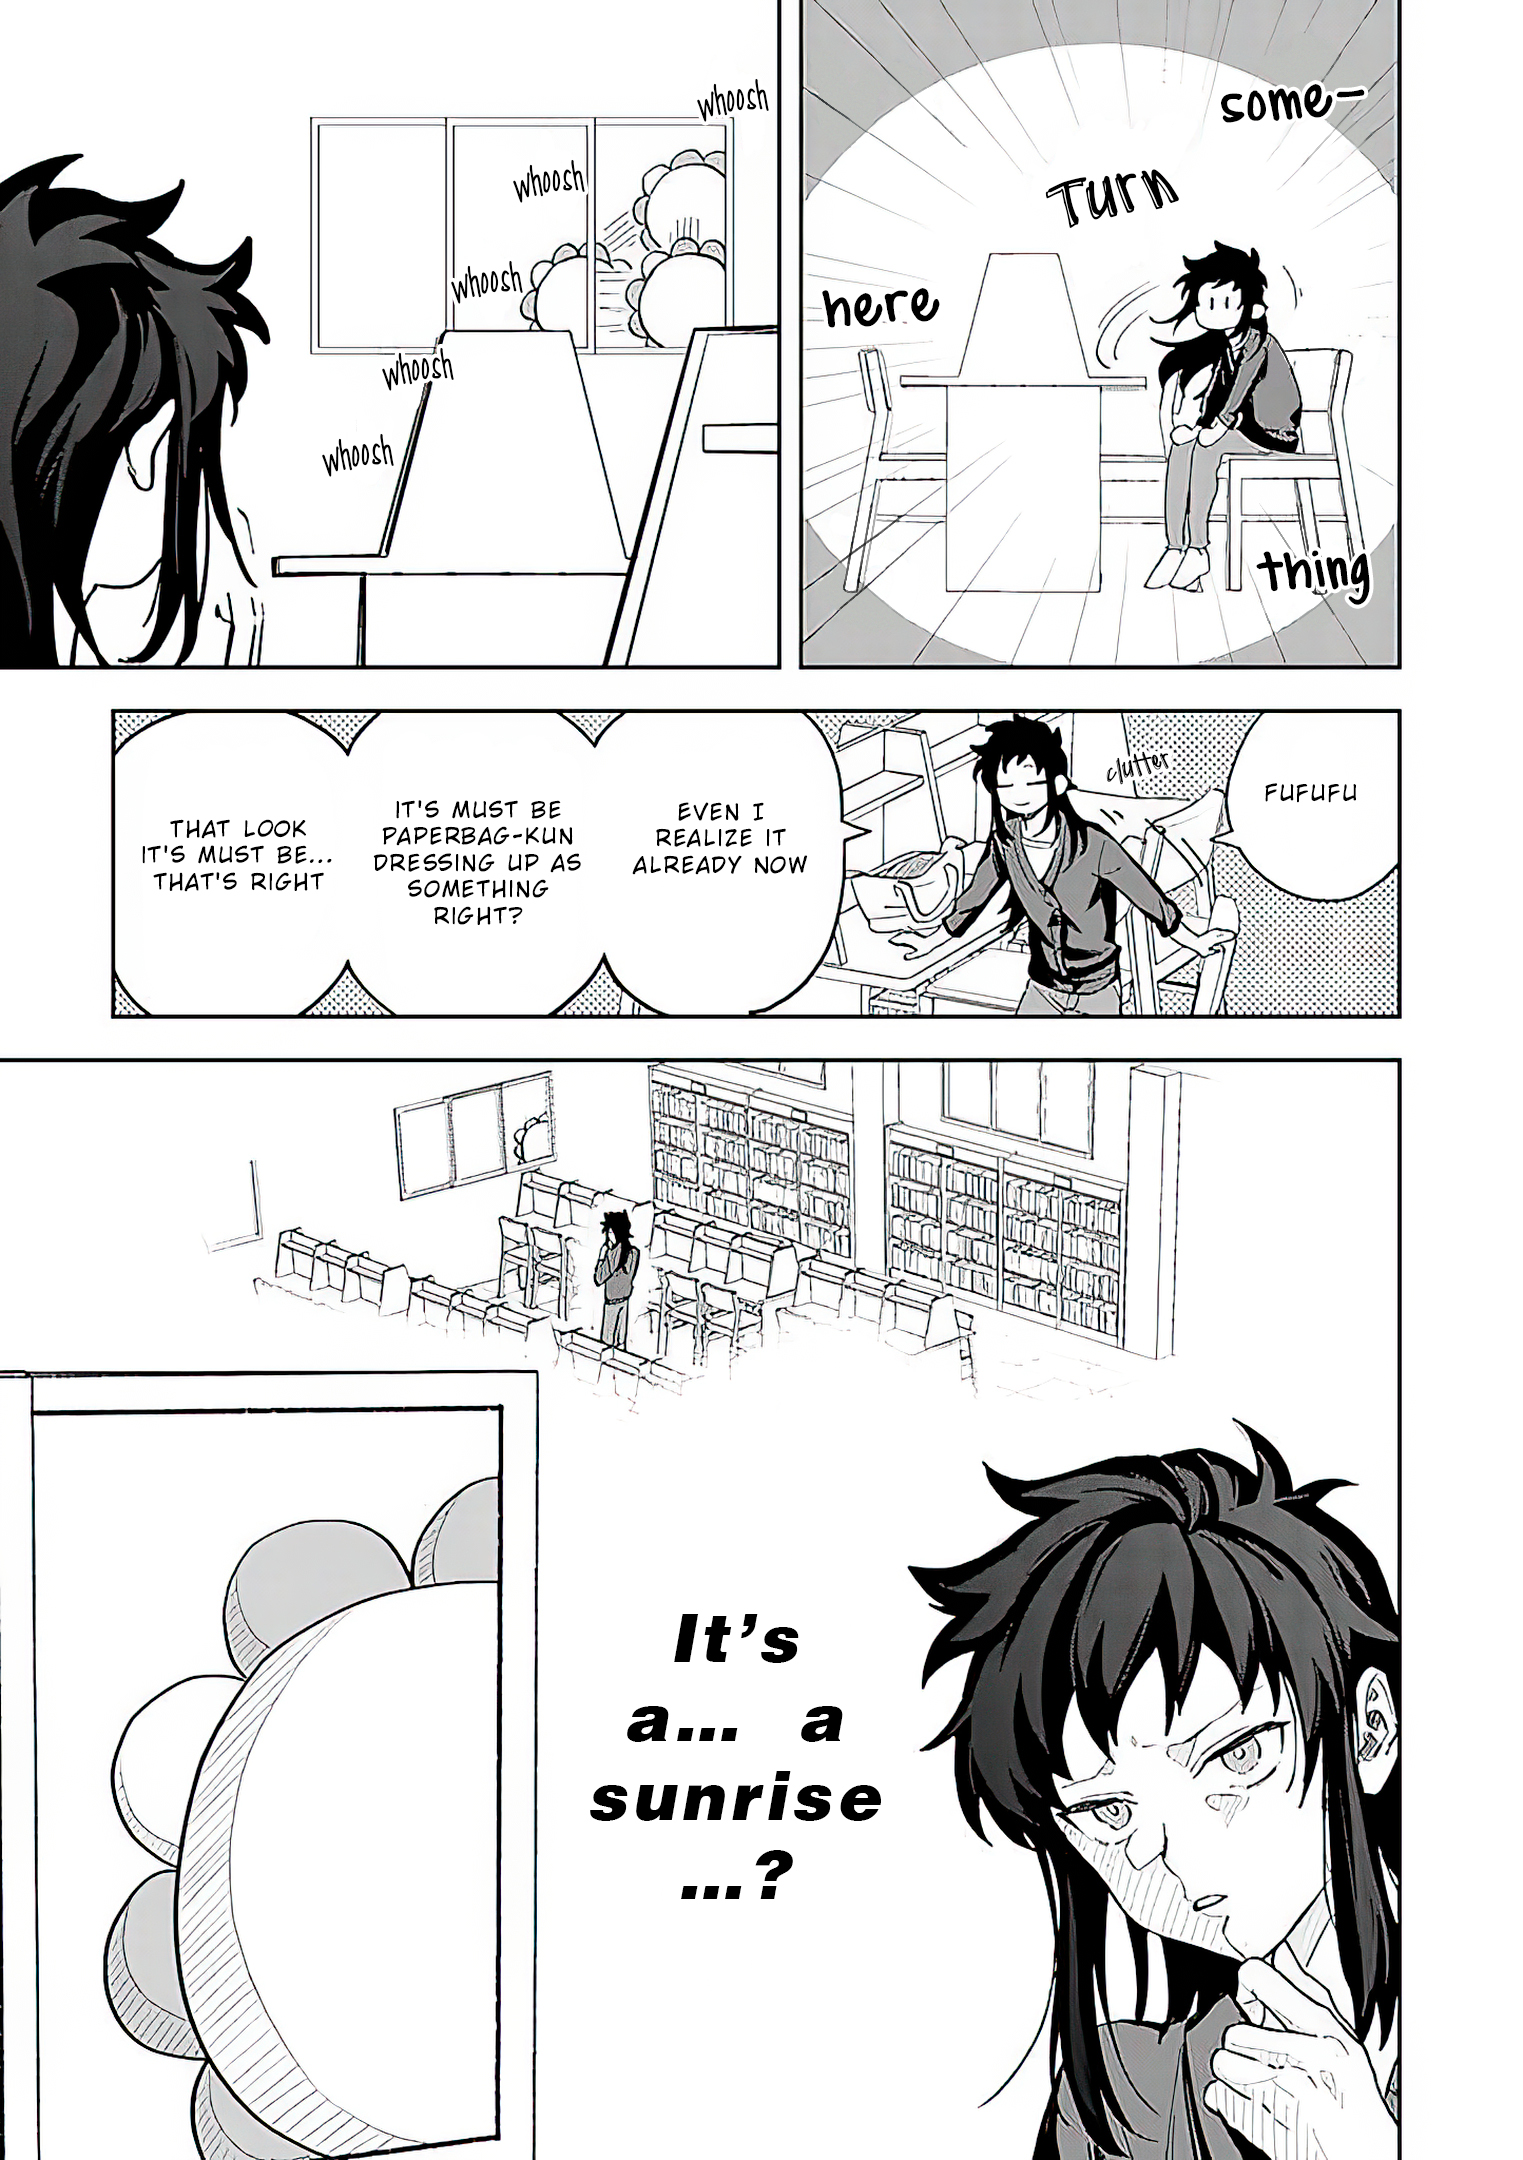 some-
Turn
here
thing
whoosh
whoosh
whoosh
whoosh
whoosh
FUFUFU
clutter
EVEN I
REALIZE IT
ALREADY NOW
IT'S MUST BE
PAPERBAG-KUN
DRESSING UP AS
SOMETHING
RIGHT?
THAT LOOK
IT'S MUST BE...
THAT'S RIGHT
It's
a... a
sunrise
...?